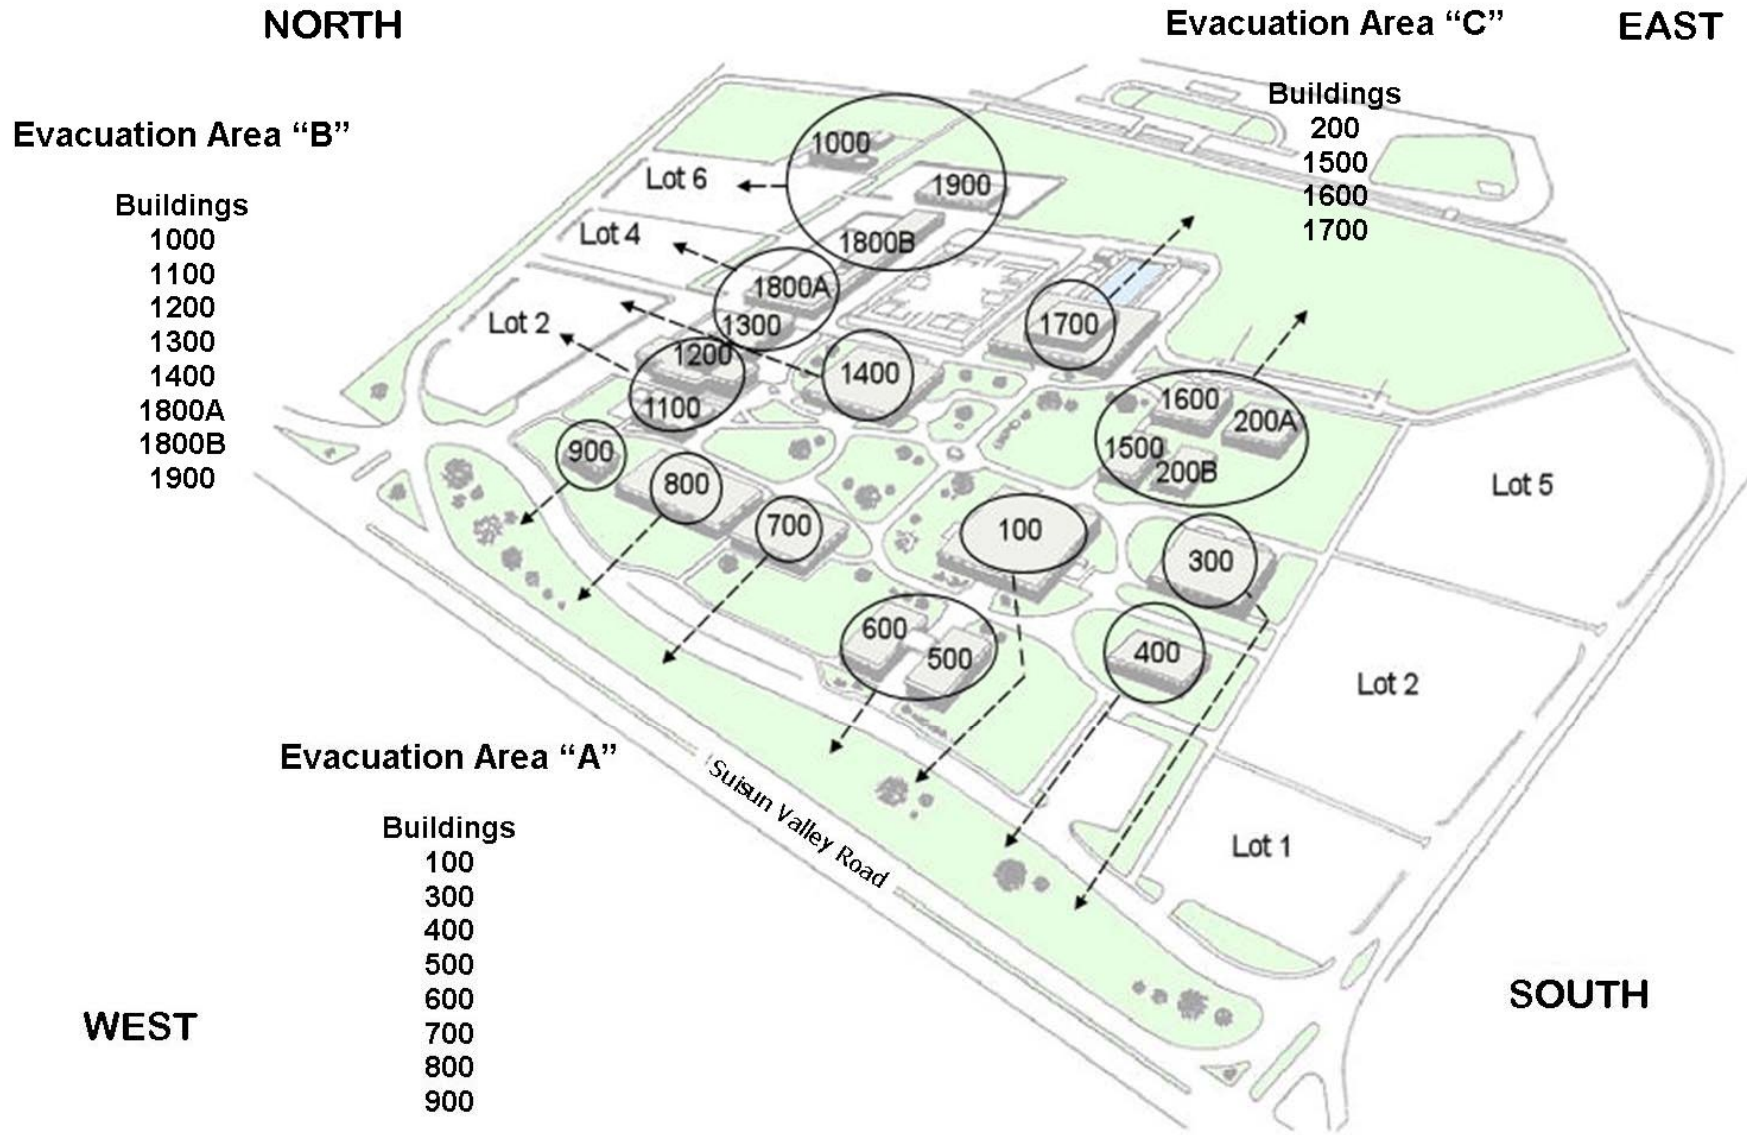 NORTH
Evacuation Area “C”
EAST
Buildings
200
1500
1600
1700
Evacuation Area “B”
Buildings
1000
1100
1200
1300
1400
1800A
1800B
1900
1000
Lot 6
1900
Lot 4
1800B
1800A
Lot 2
1300
1700
1200
1400
1100
1600
200A
900
1500
200B
800
Lot 5
700
100
300
600
500
400
Lot 2
Evacuation Area “A”
Buildings
100
300
400
500
600
700
800
900
Suisun Valley Road
Lot 1
WEST
SOUTH